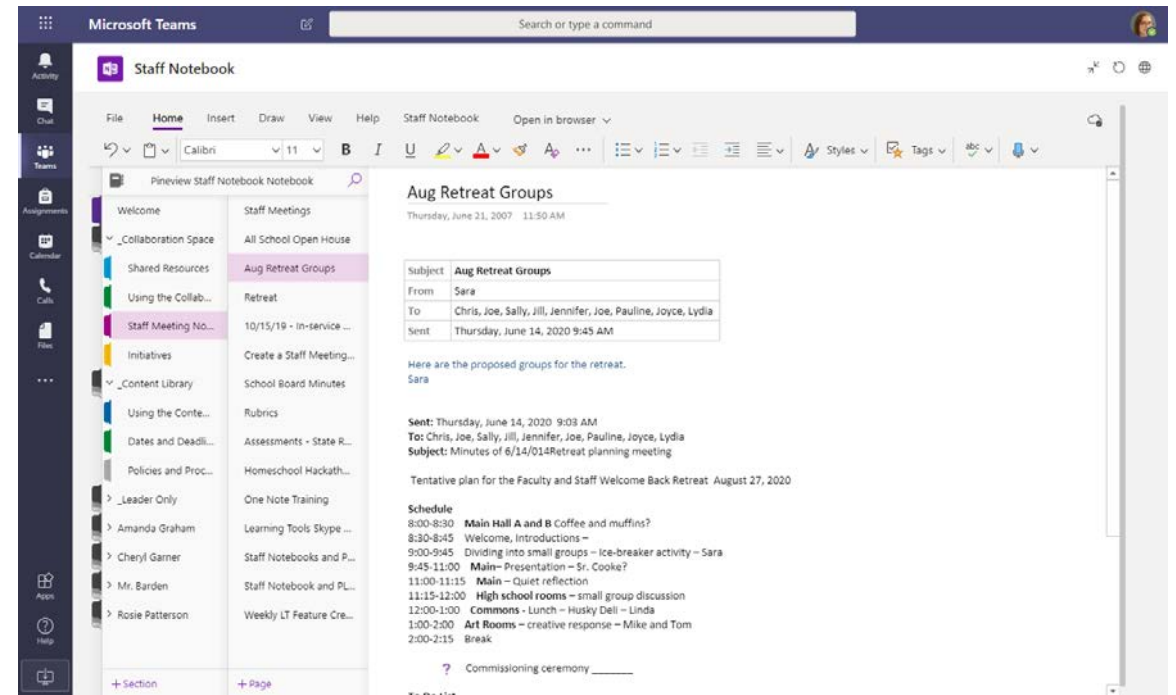 Microsoft Teams
Search or type a command
Activity
Chat
Teams
Assignments
Calendar
Calls
Files
Apps
Help
Staff Notebook
File Home Insert Draw View Help Staff Notebook Open in browser
Calibri 11 B I U Styles Tags abc
Pineview Staff Notebook Notebook
Welcome
_Collaboration Space
Shared Resources
Using the Collab...
Staff Meeting No...
Initiatives
_Content Library
Using the Conte...
Dates and Deadli...
Policies and Proc...
_Leader Only
Amanda Graham
Cheryl Garner
Mr. Barden
Rosie Patterson
+ Section
Staff Meetings
All School Open House
Aug Retreat Groups
Retreat
10/15/19 - In-service ...
Create a Staff Meeting...
School Board Minutes
Rubrics
Assessments - State R...
Homeschool Hackath...
One Note Training
Learning Tools Skype ...
Staff Notebooks and P...
Staff Notebook and PL...
Weekly LT Feature Cre...
+ Page
Aug Retreat Groups
Thursday, June 21, 2007 11:50 AM
Subject Aug Retreat Groups
From Sara
To Chris, Joe, Sally, Jill, Jennifer, Joe, Pauline, Joyce, Lydia
Sent Thursday, June 14, 2020 9:45 AM
Here are the proposed groups for the retreat.
Sara
Sent: Thursday, June 14, 2020 9:03 AM
To: Chris, Joe, Sally, Jill, Jennifer, Joe, Pauline, Joyce, Lydia
Subject: Minutes of 6/14/014Retreat planning meeting
Tentative plan for the Faculty and Staff Welcome Back Retreat August 27, 2020
Schedule
8:00-8:30 Main Hall A and B Coffee and muffins?
8:30-8:45 Welcome, Introductions –
9:00-9:45 Dividing into small groups – Ice-breaker activity – Sara
9:45-11:00 Main– Presentation – Sr. Cooke?
11:00-11:15 Main – Quiet reflection
11:15-12:00 High school rooms – small group discussion
12:00-1:00 Commons - Lunch – Husky Deli – Linda
1:00-2:00 Art Rooms – creative response – Mike and Tom
2:00-2:15 Break
? Commissioning ceremony _______